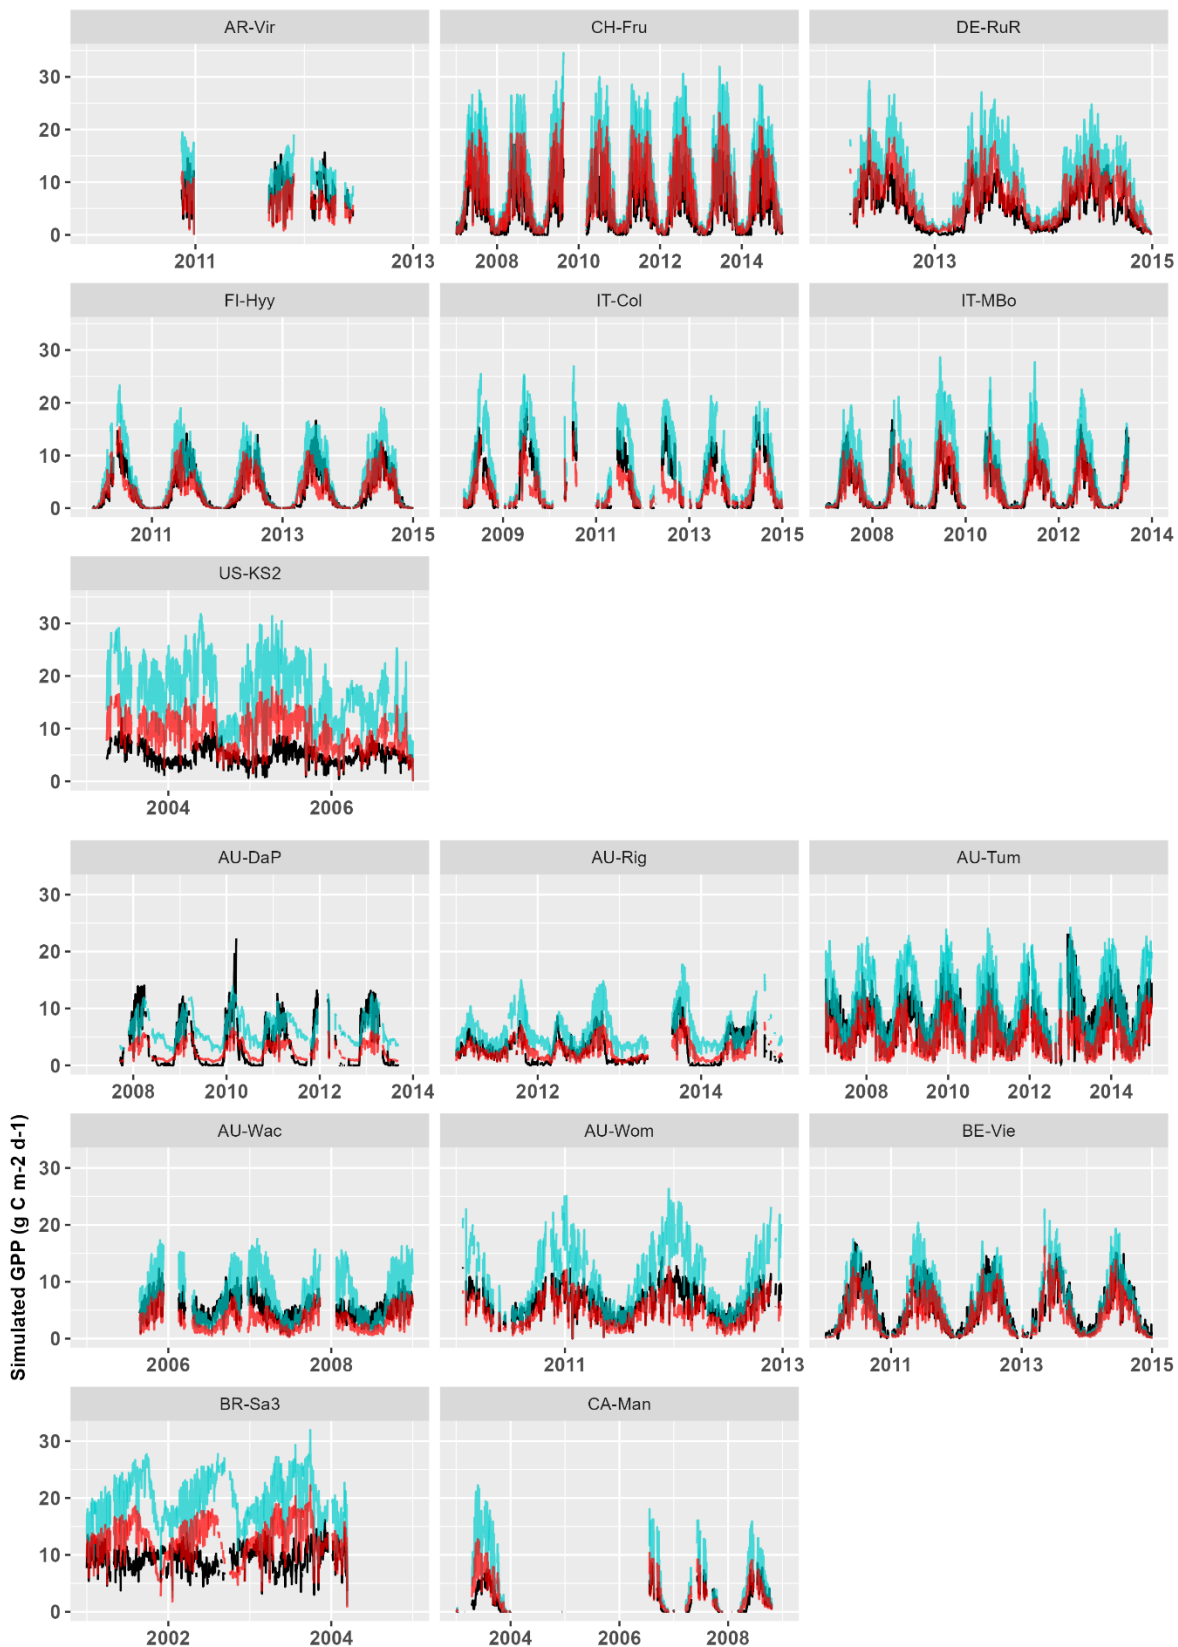 AR-Vir CH-Fru DE-RuR
30
20
10
0
2011 2013 2008 2010 2012 2014 2013 2015
FI-Hyy IT-Col IT-MBo
30
20
10
0
2011 2013 2015 2009 2011 2013 2015 2008 2010 2012 2014
US-KS2
30
20
10
0
2004 2006
AU-DaP AU-Rig AU-Tum
30
20
10
0
2008 2010 2012 2014 2012 2014 2008 2010 2012 2014
Simulated GPP (g C m-2 d-1)
AU-Wac AU-Wom BE-Vie
30
20
10
0
2006 2008 2011 2013 2011 2013 2015
BR-Sa3 CA-Man
30
20
10
0
2002 2004 2004 2006 2008